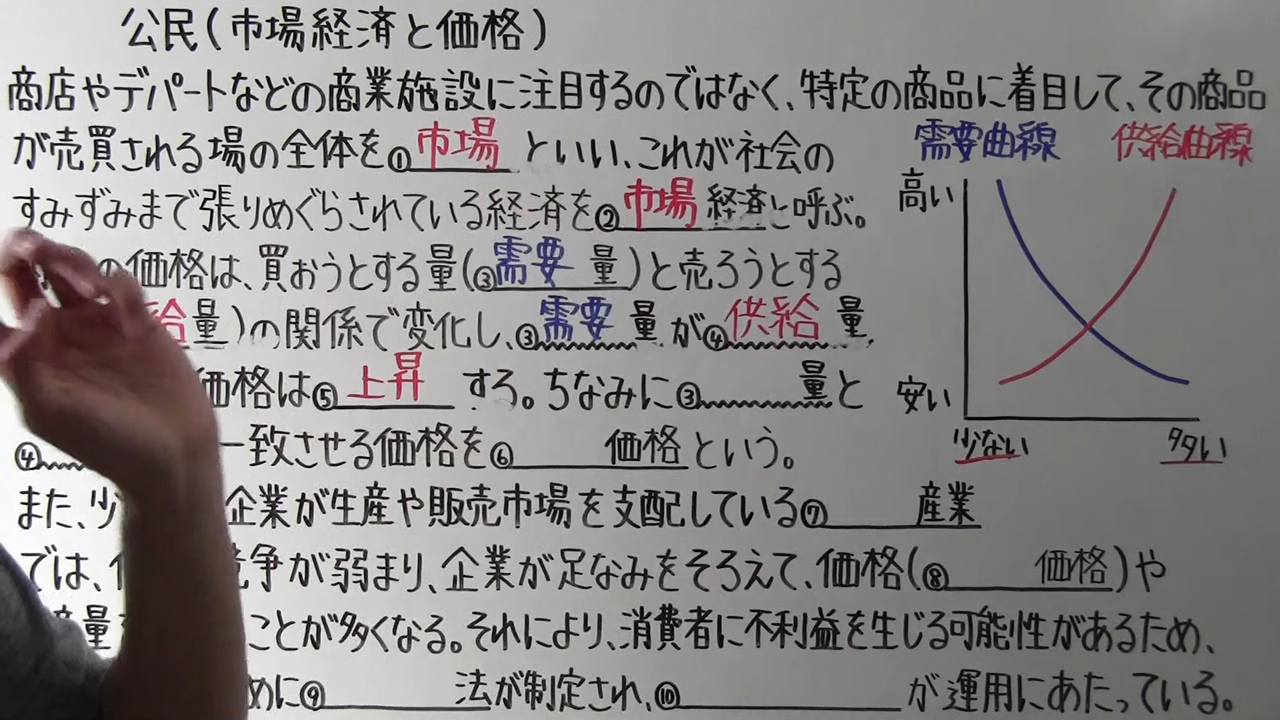 公民(市場経済と価格)
商店やデパートなどの商業施設に注目するのではなく、特定の商品に着目して、その商品
が売買される場の全体を①市場といい、これが社会の
すみずみまで張りめぐらされている経済を②市場経済と呼ぶ。
の価格は、買おうとする量(③需要量)と売ろうとする
給量)の関係で変化し、③需要量が④供給量、
価格は⑤上昇する。ちなみに③量と
④一致させる価格を⑥価格という。
また、少企業が生産や販売市場を支配している⑦産業
では、争が弱まり、企業が足なみをそろえて、価格(⑧価格)や
量ことが多くなる。それにより、消費者に不利益を生じる可能性があるため、
めに⑨法が制定され、⑩が運用にあたっている。
需要曲線 供給曲線
高い
安い
少ない 多い